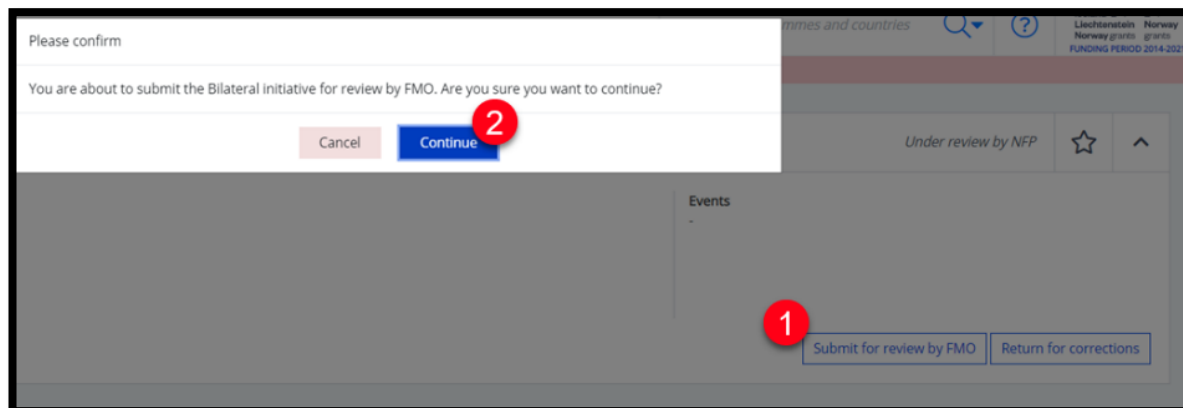 mmes and countries
Liechtenstein Norway
Norway grants grants
FUNDING PERIOD 2014-2021
Please confirm
You are about to submit the Bilateral initiative for review by FMO. Are you sure you want to continue?
2
Cancel
Continue
Under review by NFP
Events
-
1
Submit for review by FMO
Return for corrections